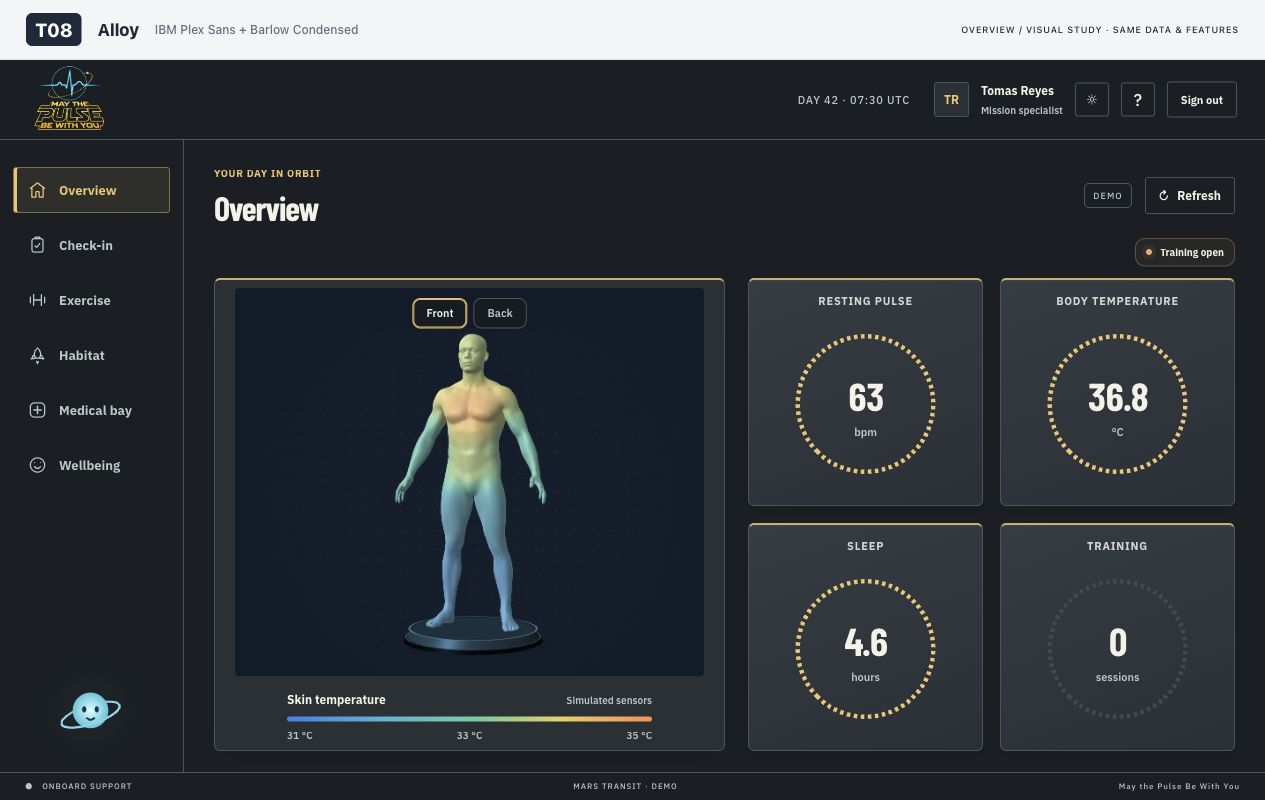 T08 Alloy IBM Plex Sans + Barlow Condensed OVERVIEW / VISUAL STUDY · SAME DATA & FEATURES
MAY THE
PULSE
BE WITH YOU
DAY 42 · 07:30 UTC
TR
Tomas Reyes
Mission specialist
?
Sign out
Overview
Check-in
Exercise
Habitat
Medical bay
Wellbeing
YOUR DAY IN ORBIT
Overview
DEMO
Refresh
Training open
Front Back
Skin temperature Simulated sensors
31 °C 33 °C 35 °C
RESTING PULSE
63
bpm
BODY TEMPERATURE
36.8
°C
SLEEP
4.6
hours
TRAINING
0
sessions
ONBOARD SUPPORT MARS TRANSIT · DEMO May the Pulse Be With You